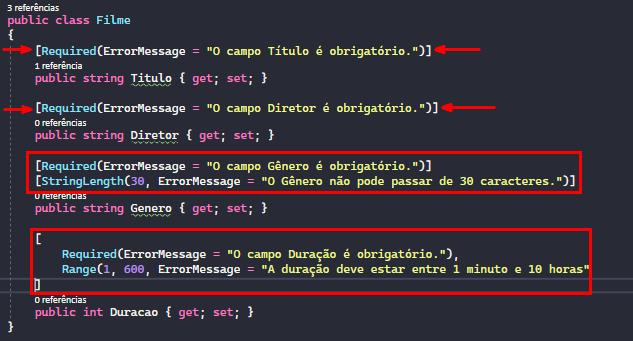 3 referências
public class Filme
{
[Required(ErrorMessage = "O campo Título é obrigatório.")]
1 referência
public string Titulo { get; set; }
[Required(ErrorMessage = "O campo Diretor é obrigatório.")]
0 referências
public string Diretor { get; set; }
[Required(ErrorMessage = "O campo Gênero é obrigatório.")]
[StringLength(30, ErrorMessage = "O Gênero não pode passar de 30 caracteres.")]
0 referências
public string Genero { get; set; }
[
Required(ErrorMessage = "O campo Duração é obrigatório."),
Range(1, 600, ErrorMessage = "A duração deve estar entre 1 minuto e 10 horas"
]
0 referências
public int Duracao { get; set; }
}